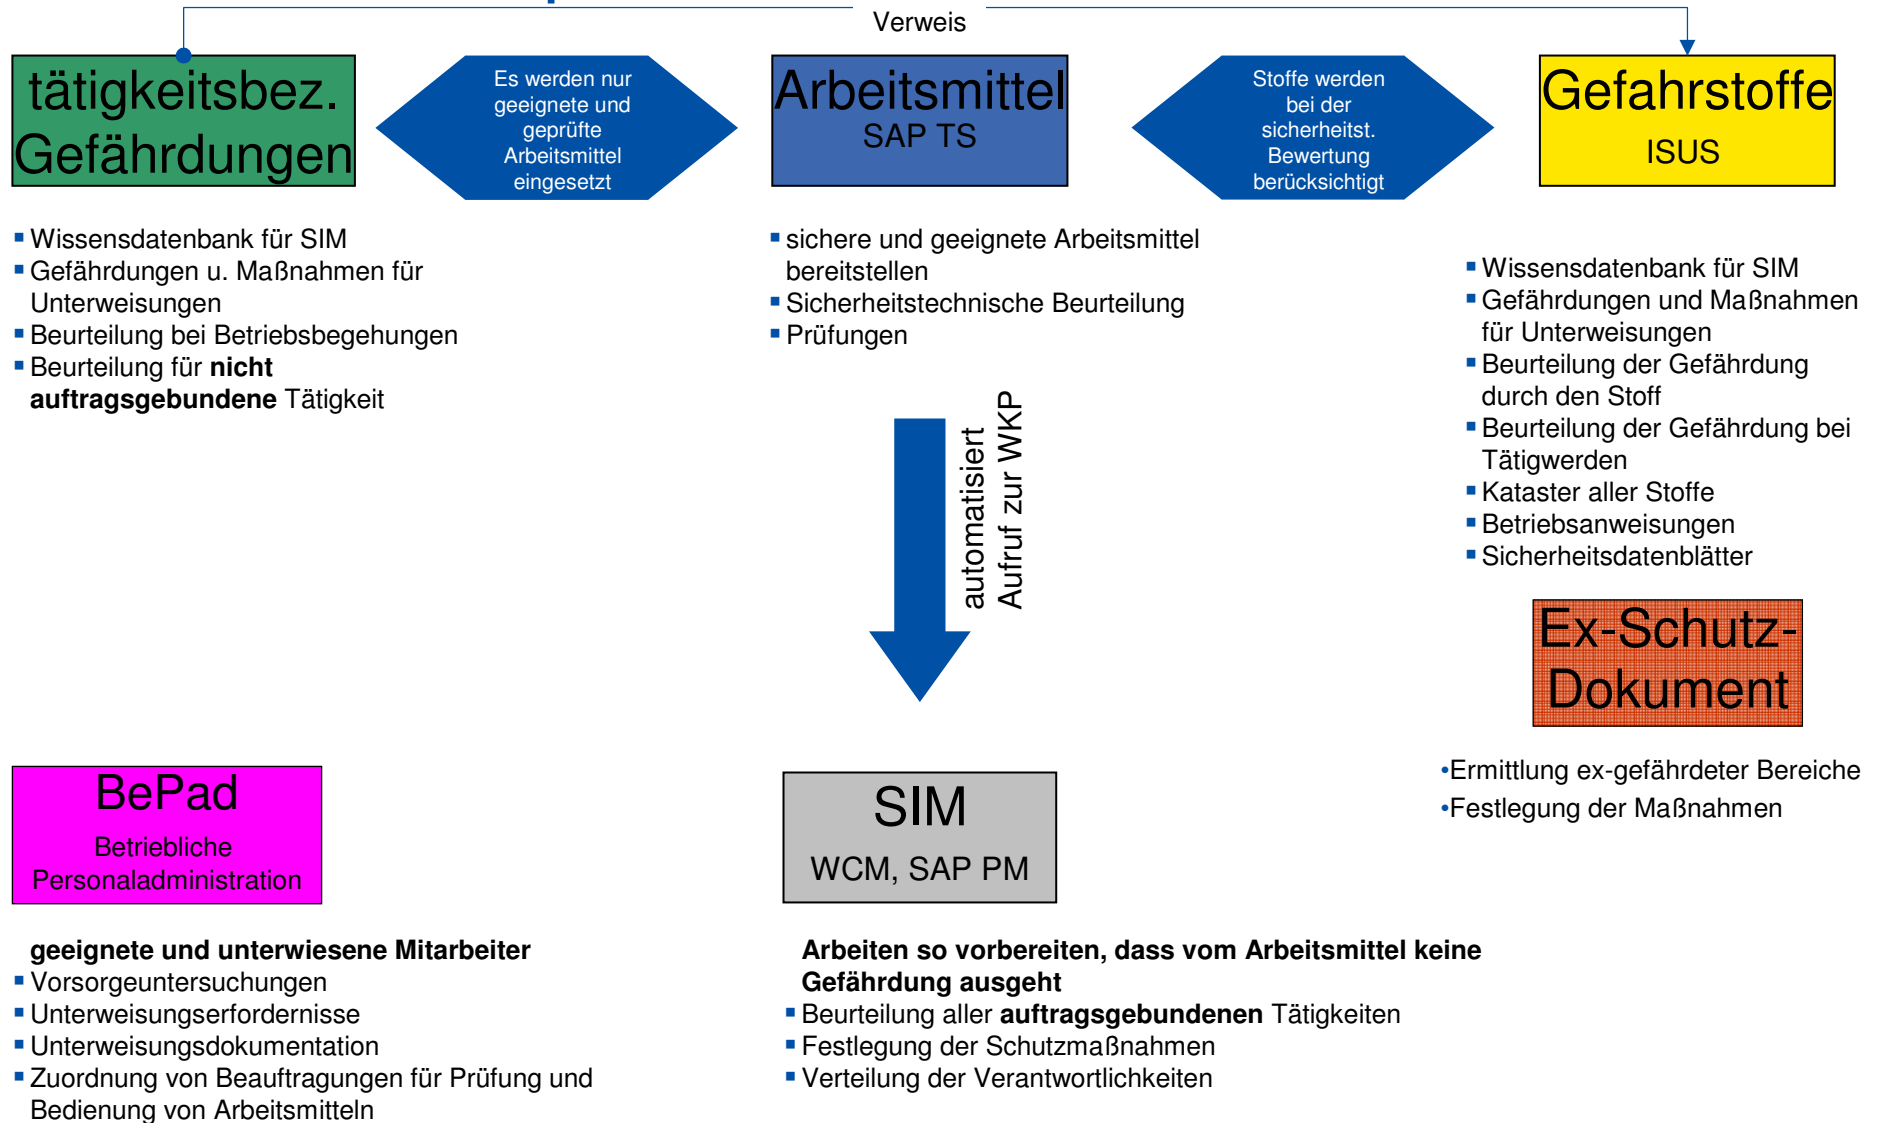 Verweis
tätigkeitsbez.
Gefährdungen
Es werden nur
geeignete und
geprüfte
Arbeitsmittel
eingesetzt
Arbeitsmittel
SAP TS
Stoffe werden
bei der
sicherheitst.
Bewertung
berücksichtigt
Gefahrstoffe
ISUS
▪ Wissensdatenbank für SIM
▪ Gefährdungen u. Maßnahmen für
Unterweisungen
▪ Beurteilung bei Betriebsbegehungen
▪ Beurteilung für nicht
auftragsgebundene Tätigkeit
▪ sichere und geeignete Arbeitsmittel
bereitstellen
▪ Sicherheitstechnische Beurteilung
▪ Prüfungen
▪ Wissensdatenbank für SIM
▪ Gefährdungen und Maßnahmen
für Unterweisungen
▪ Beurteilung der Gefährdung
durch den Stoff
▪ Beurteilung der Gefährdung bei
Tätigwerden
▪ Kataster aller Stoffe
▪ Betriebsanweisungen
▪ Sicherheitsdatenblätter
automatisiert
Aufruf zur WKP
Ex-Schutz-
Dokument
•Ermittlung ex-gefährdeter Bereiche
•Festlegung der Maßnahmen
BePad
Betriebliche
Personaladministration
geeignete und unterwiesene Mitarbeiter
▪ Vorsorgeuntersuchungen
▪ Unterweisungserfordernisse
▪ Unterweisungsdokumentation
▪ Zuordnung von Beauftragungen für Prüfung und
Bedienung von Arbeitsmitteln
SIM
WCM, SAP PM
Arbeiten so vorbereiten, dass vom Arbeitsmittel keine
Gefährdung ausgeht
▪ Beurteilung aller auftragsgebundenen Tätigkeiten
▪ Festlegung der Schutzmaßnahmen
▪ Verteilung der Verantwortlichkeiten